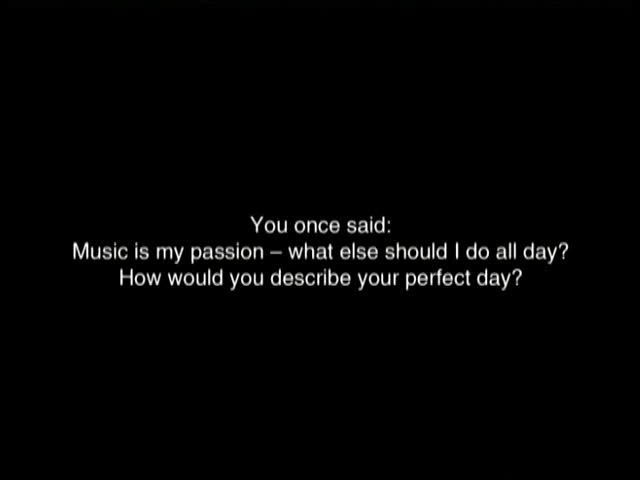 You once said:
Music is my passion – what else should I do all day?
How would you describe your perfect day?